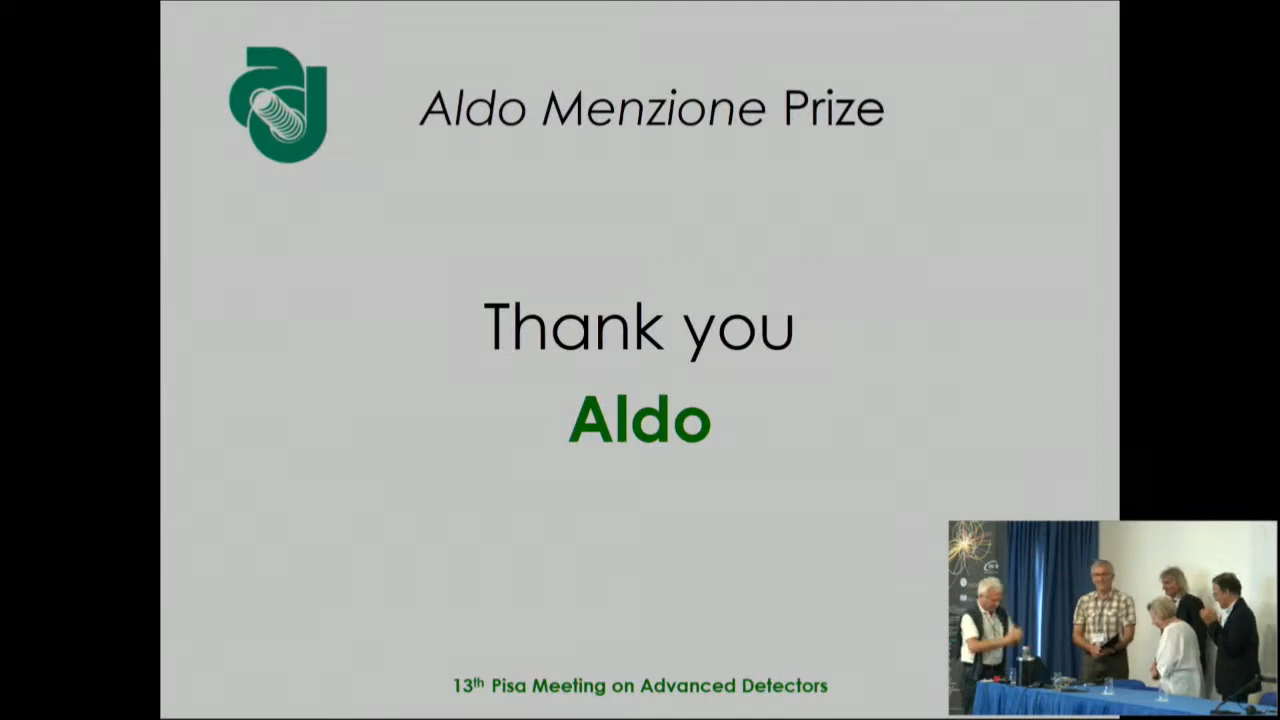 Aldo Menzione Prize
Thank you
Aldo
13th Pisa Meeting on Advanced Detectors